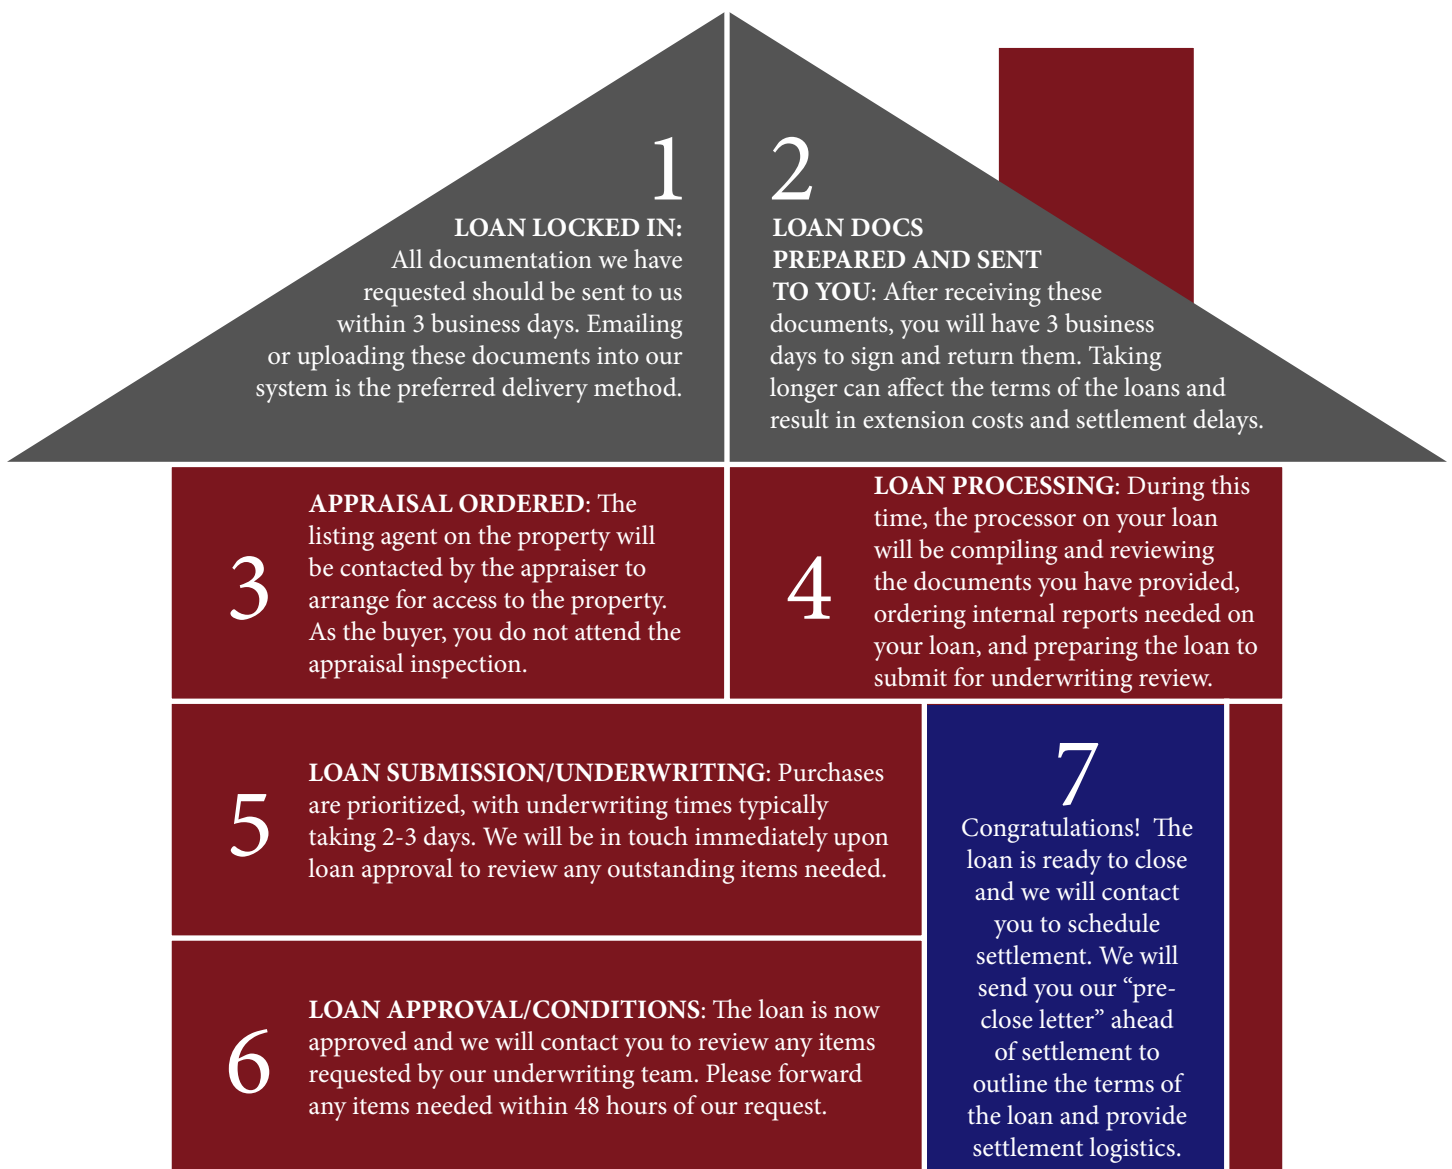 1
LOAN LOCKED IN:
All documentation we have
requested should be sent to us
within 3 business days. Emailing
or uploading these documents into our
system is the preferred delivery method.
2
LOAN DOCS
PREPARED AND SENT
TO YOU: After receiving these
documents, you will have 3 business
days to sign and return them. Taking
longer can affect the terms of the loans and
result in extension costs and settlement delays.
3
APPRAISAL ORDERED: The
listing agent on the property will
be contacted by the appraiser to
arrange for access to the property.
As the buyer, you do not attend the
appraisal inspection.
4
LOAN PROCESSING: During this
time, the processor on your loan
will be compiling and reviewing
the documents you have provided,
ordering internal reports needed on
your loan, and preparing the loan to
submit for underwriting review.
5
LOAN SUBMISSION/UNDERWRITING: Purchases
are prioritized, with underwriting times typically
taking 2-3 days. We will be in touch immediately upon
loan approval to review any outstanding items needed.
6
LOAN APPROVAL/CONDITIONS: The loan is now
approved and we will contact you to review any items
requested by our underwriting team. Please forward
any items needed within 48 hours of our request.
7
Congratulations! The
loan is ready to close
and we will contact
you to schedule
settlement. We will
send you our “pre-
close letter” ahead
of settlement to
outline the terms of
the loan and provide
settlement logistics.